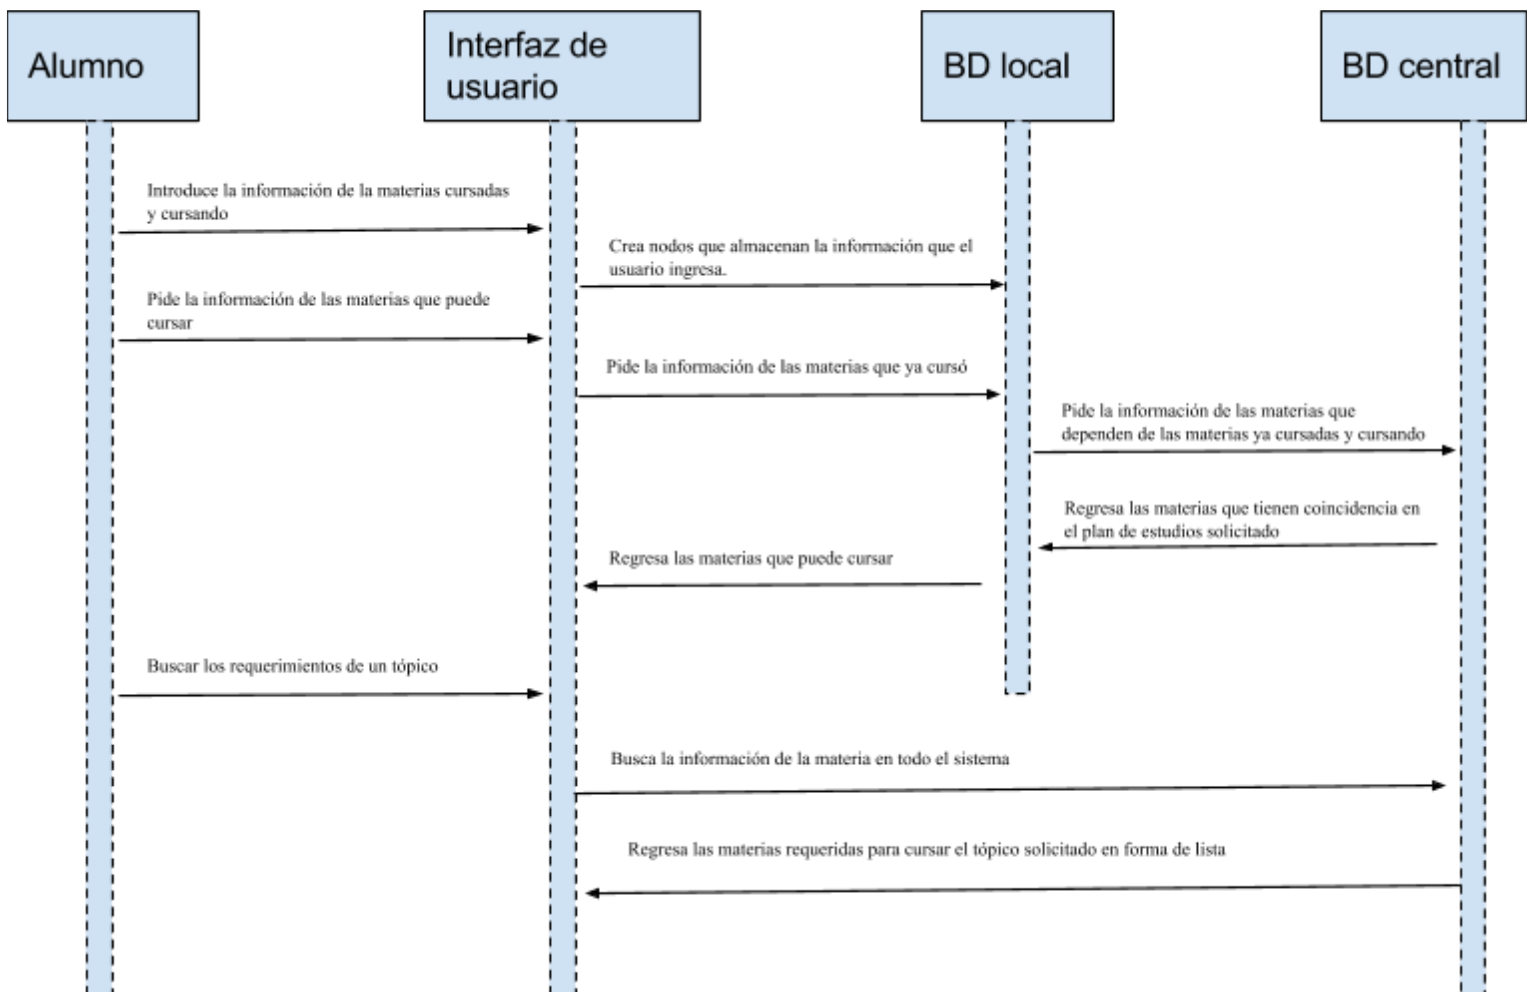 Alumno
Interfaz de
usuario
BD local
BD central
Introduce la información de la materias cursadas
y cursando
Crea nodos que almacenan la información que el
usuario ingresa.
Pide la información de las materias que puede
cursar
Pide la información de las materias que ya cursó
Pide la información de las materias que
dependen de las materias ya cursadas y cursando
Regresa las materias que tienen coincidencia en
el plan de estudios solicitado
Regresa las materias que puede cursar
Buscar los requerimientos de un tópico
Busca la información de la materia en todo el sistema
Regresa las materias requeridas para cursar el tópico solicitado en forma de lista